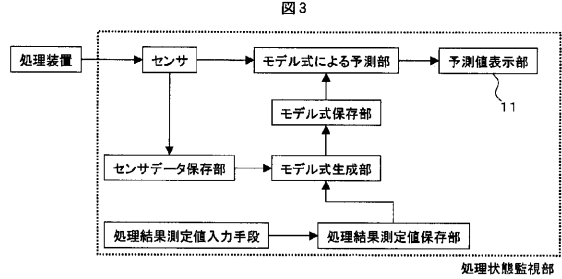 図3
処理装置
センサ
モデル式による予測部
予測値表示部
11
モデル式保存部
センサデータ保存部
モデル式生成部
処理結果測定値入力手段
処理結果測定値保存部
処理状態監視部